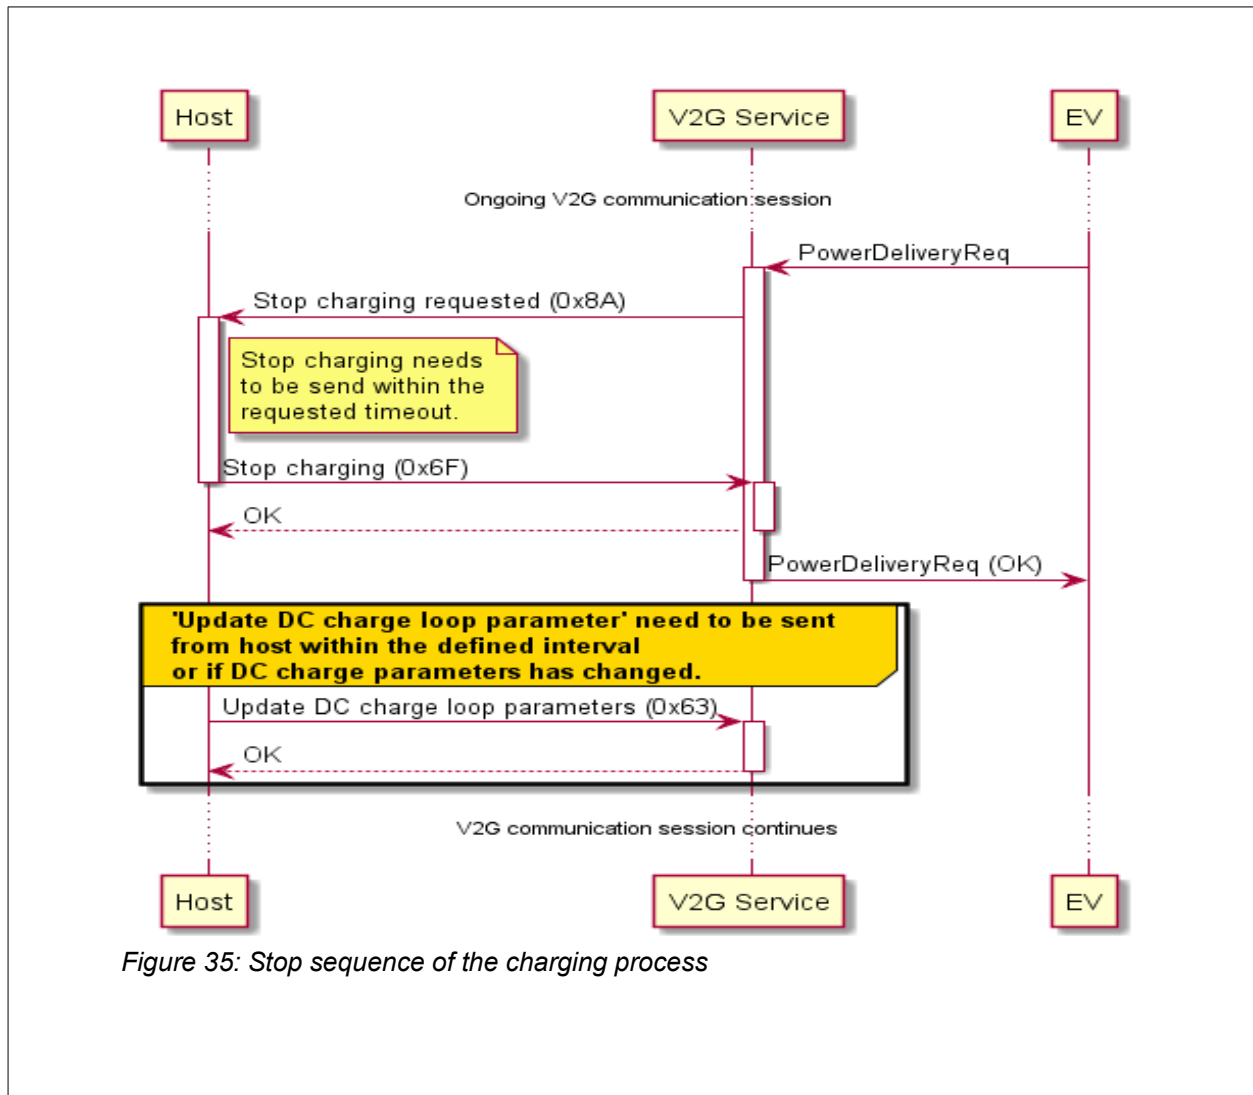 Host
V2G Service
EV
Ongoing V2G communication session
PowerDeliveryReq
Stop charging requested (0x8A)
Stop charging needs
to be send within the
requested timeout.
Stop charging (0x6F)
OK
PowerDeliveryReq (OK)
'Update DC charge loop parameter' need to be sent
from host within the defined interval
or if DC charge parameters has changed.
Update DC charge loop parameters (0x63)
OK
V2G communication session continues
Host
V2G Service
EV
Figure 35: Stop sequence of the charging process